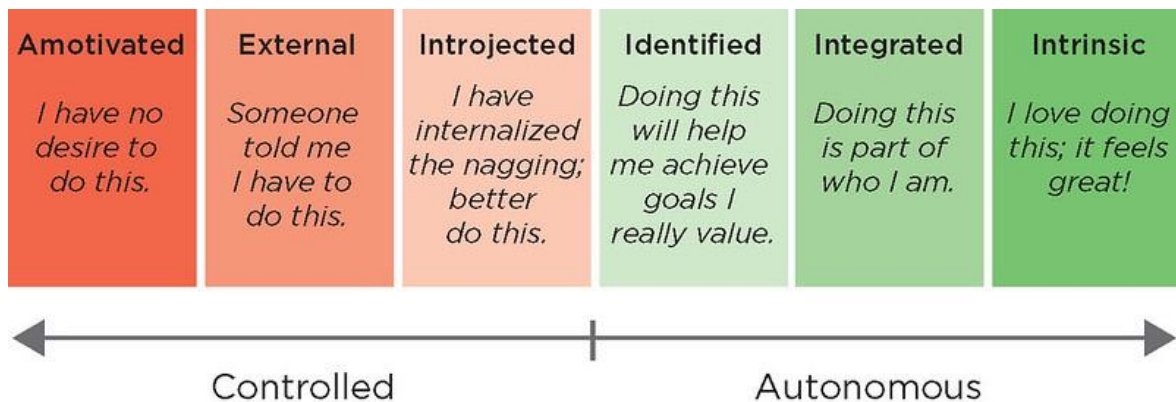 Amotivated
I have no
desire to
do this.
External
Someone
told me
I have to
do this.
Introjected
I have
internalized
the nagging;
better
do this.
Identified
Doing this
will help
me achieve
goals I
really value.
Integrated
Doing this
is part of
who I am.
Intrinsic
I love doing
this; it feels
great!
Controlled
Autonomous